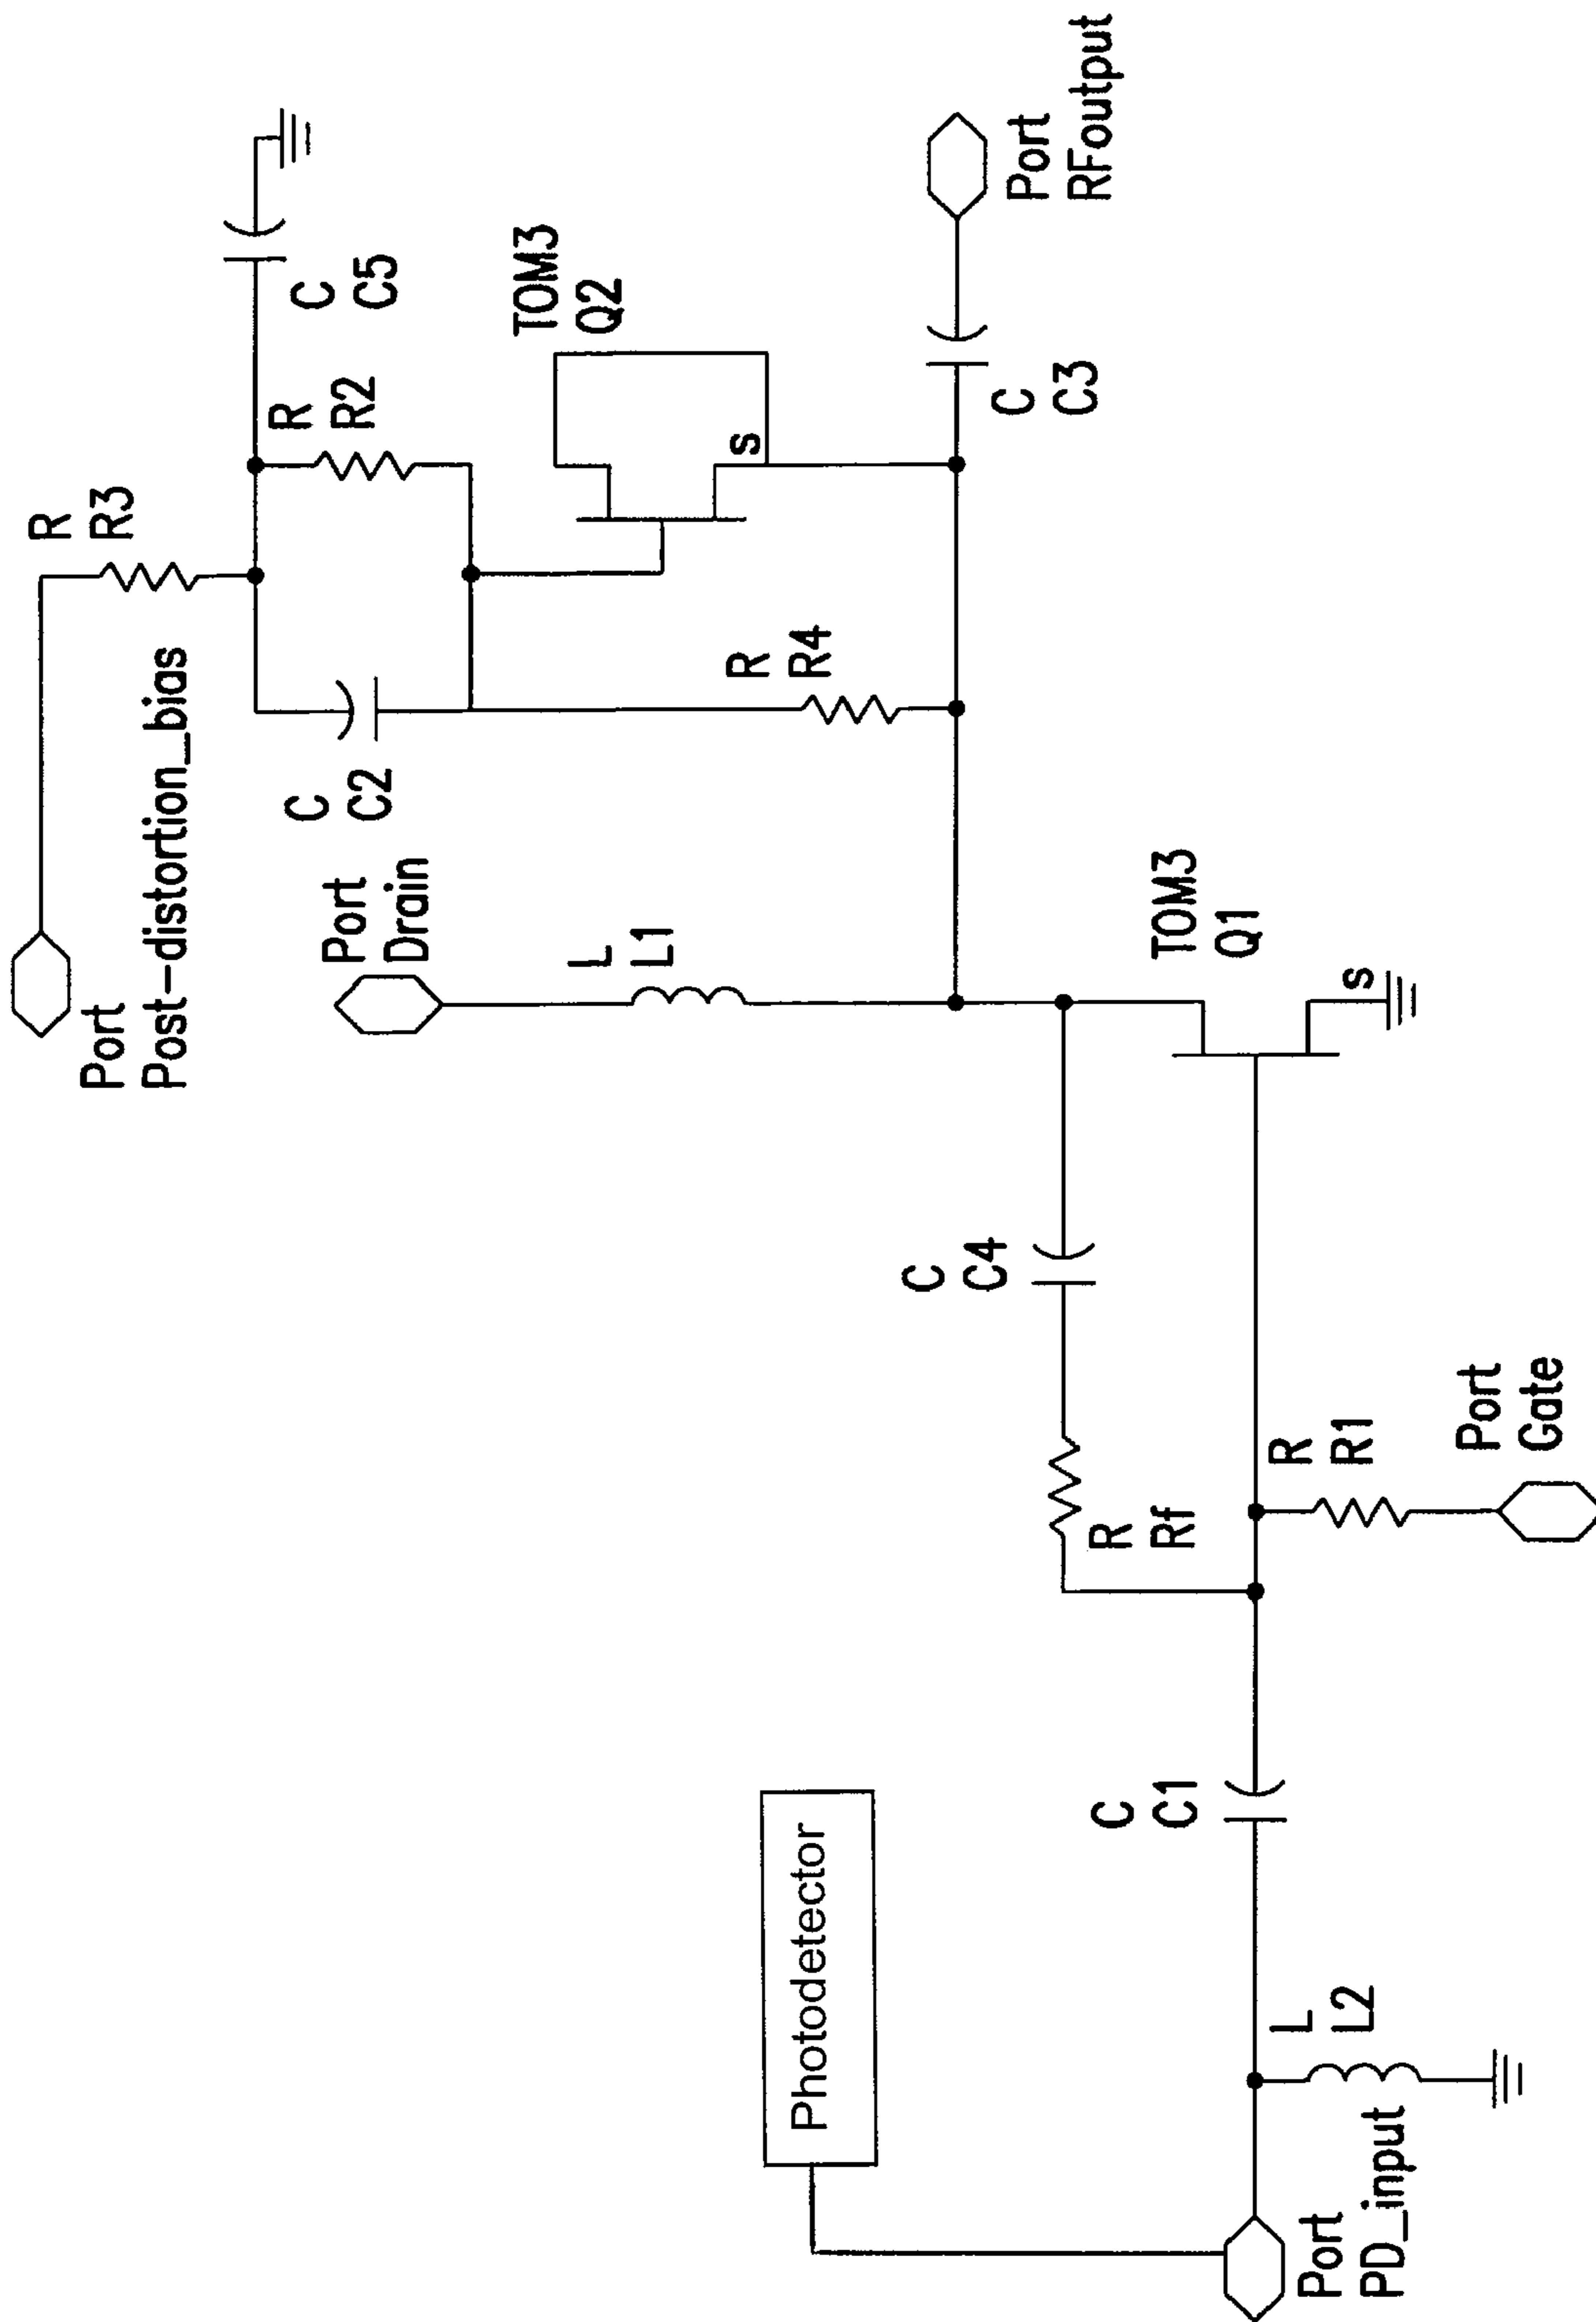 Port
Post-distortion_bias
R
R3
C
C5
R
R2
C
C2
TOM3
Q2
s
R
R4
Port
Drain
L
L1
C
C3
Port
RFoutput
TOM3
Q1
s
C
C4
R
Rf
R
R1
Port
Gate
Photodetector
C
C1
L
L2
Port
PD_input